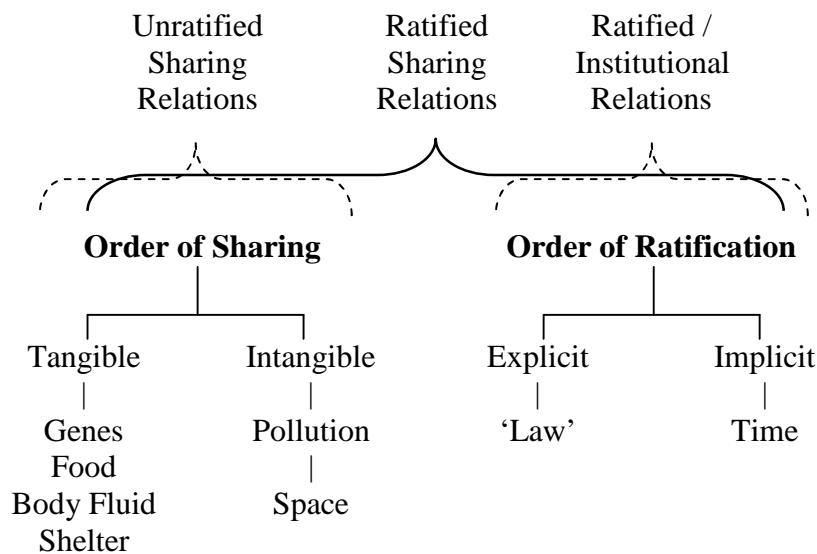 Unratified
Sharing
Relations
Ratified
Sharing
Relations
Ratified /
Institutional
Relations
Order of Sharing
Order of Ratification
Tangible
Intangible
Explicit
Implicit
Genes
Food
Body Fluid
Shelter
Pollution
Space
‘Law’
Time